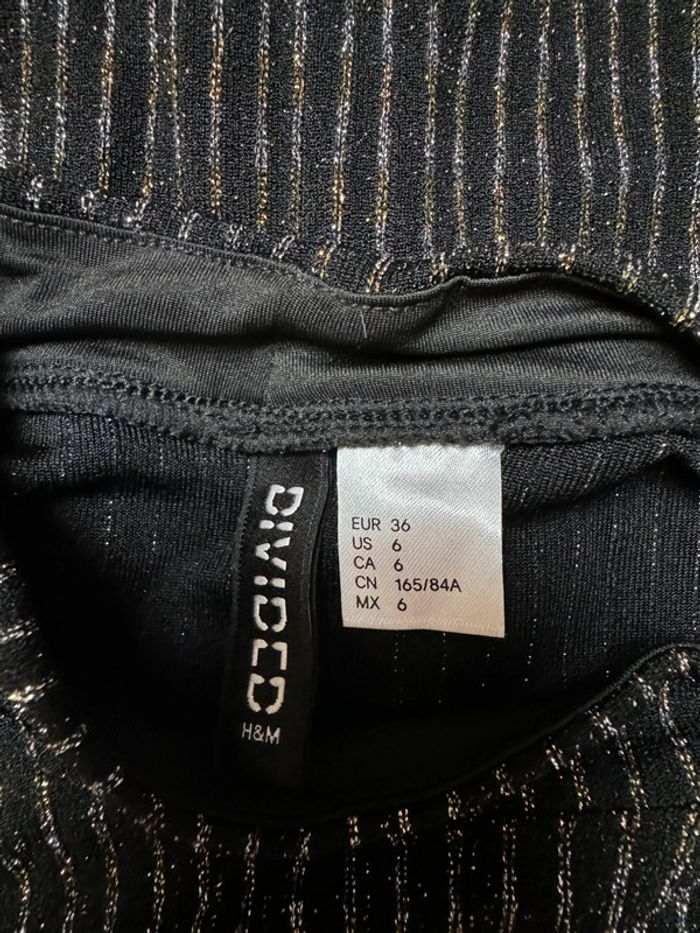 DIVIDED
H&M
EUR 36
US 6
CA 6
CN 165/84A
MX 6